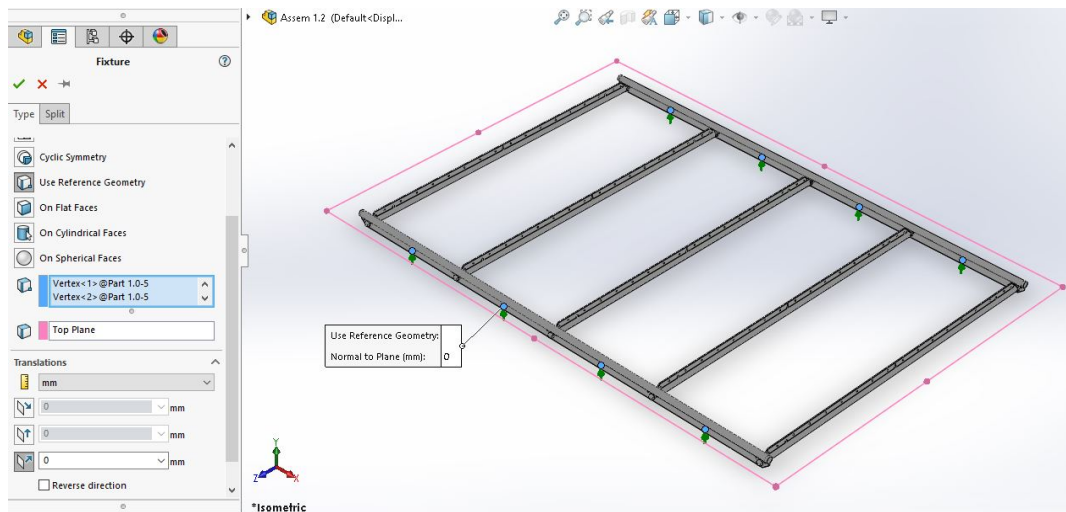 Assem 1.2 (Default<Displ...
Fixture
Type Split
Cyclic Symmetry
Use Reference Geometry
On Flat Faces
On Cylindrical Faces
On Spherical Faces
Vertex<1>@Part 1.0-5
Vertex<2>@Part 1.0-5
Top Plane
Translations
mm
0 mm
0 mm
0 mm
Reverse direction
Use Reference Geometry:
Normal to Plane (mm): 0
Y
Z X
*Isometric